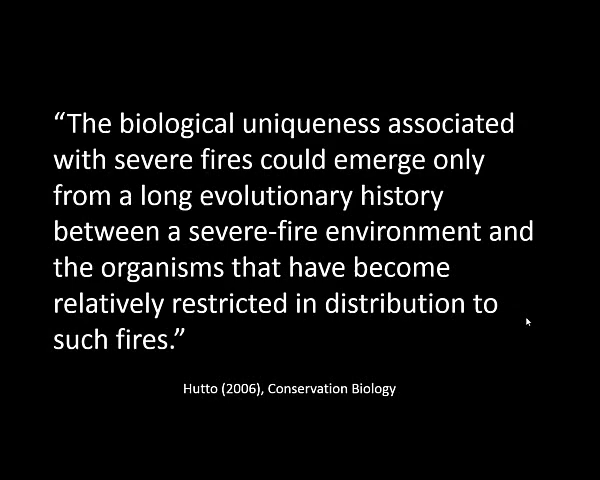 “The biological uniqueness associated
with severe fires could emerge only
from a long evolutionary history
between a severe-fire environment and
the organisms that have become
relatively restricted in distribution to
such fires.”
Hutto (2006), Conservation Biology